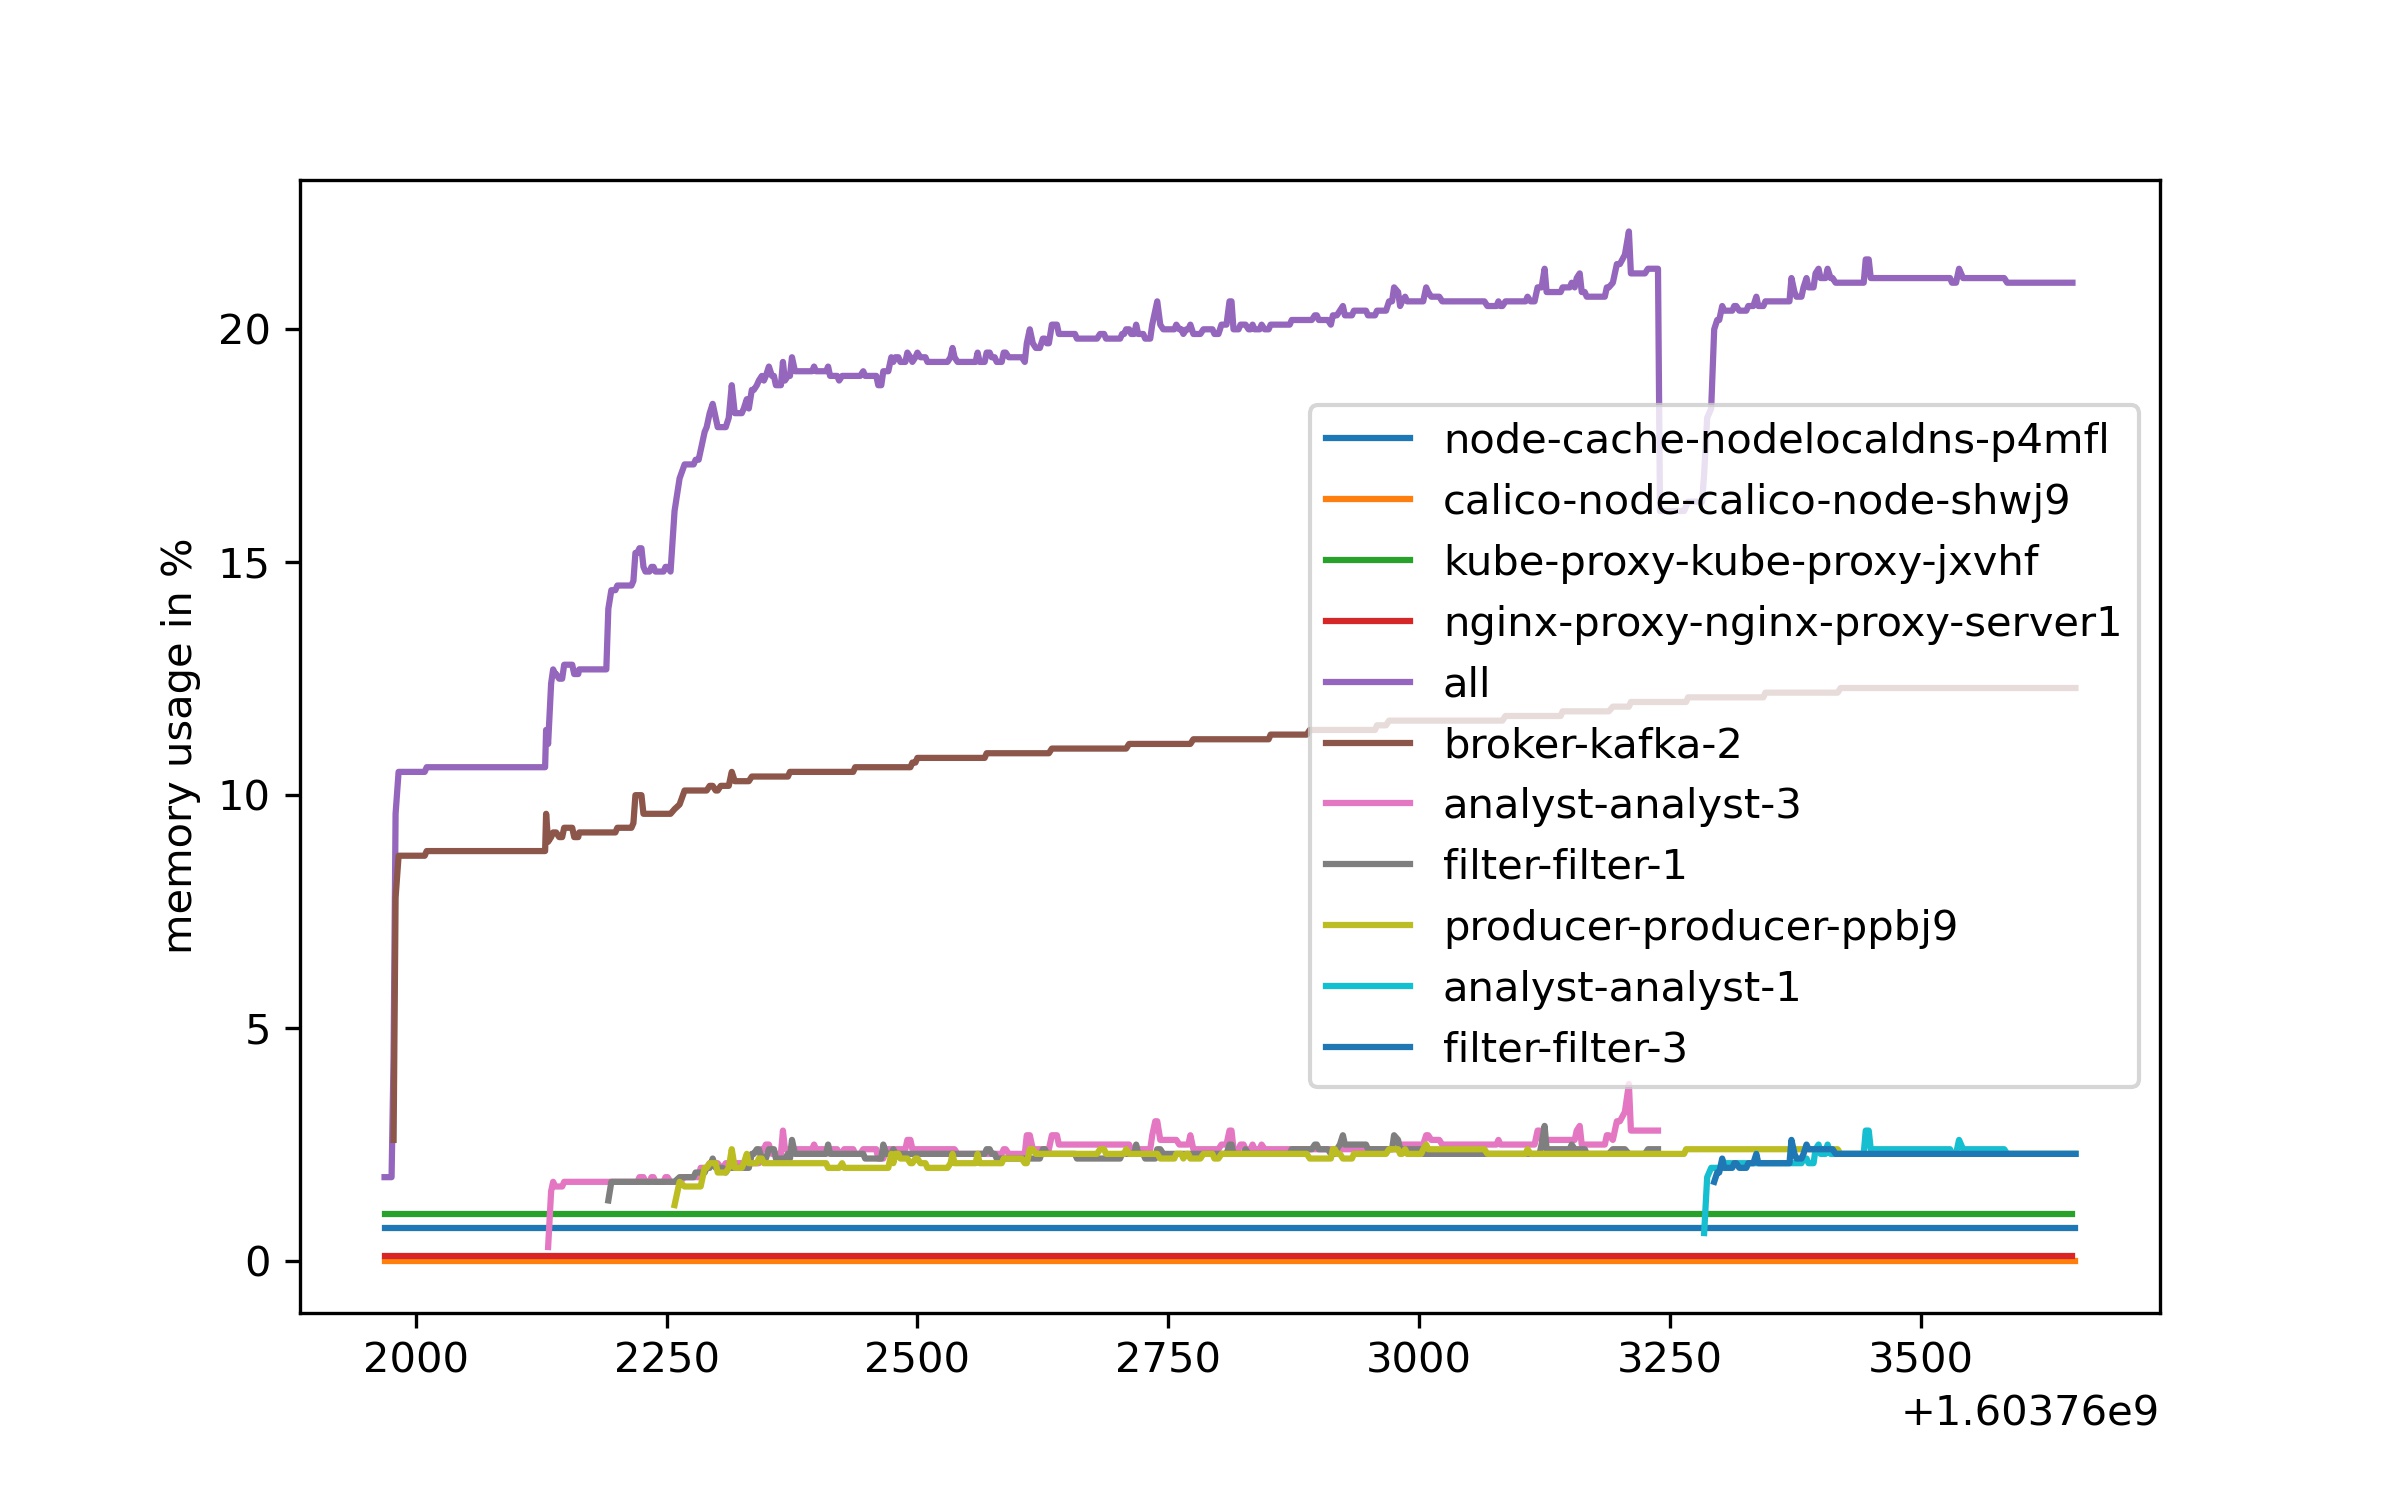 memory usage in %
20
15
10
5
0
node-cache-nodelocaldns-p4mfl
calico-node-calico-node-shwj9
kube-proxy-kube-proxy-jxvhf
nginx-proxy-nginx-proxy-server1
all
broker-kafka-2
analyst-analyst-3
filter-filter-1
producer-producer-ppbj9
analyst-analyst-1
filter-filter-3
2000 2250 2500 2750 3000 3250 3500
+1.60376e9